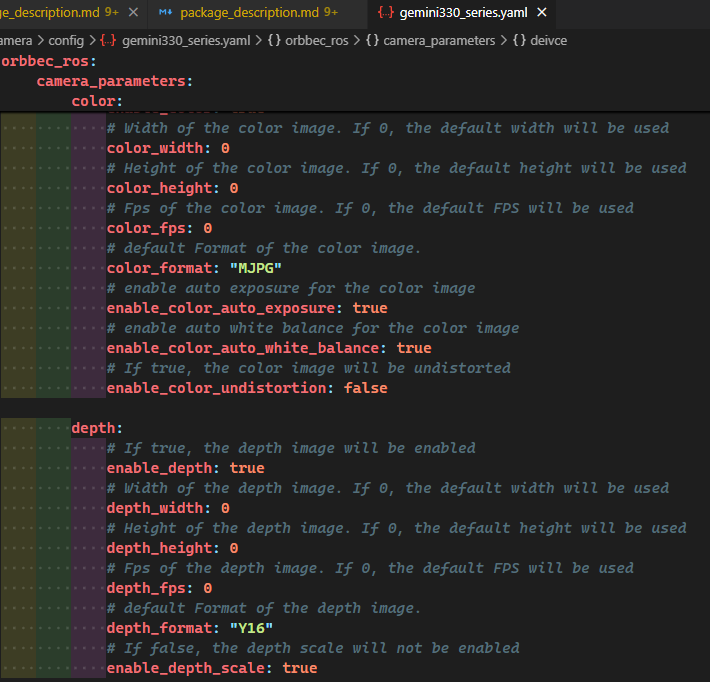 ge_description.md 9+ × package_description.md 9+ gemini330_series.yaml ×
amera > config > gemini330_series.yaml > {} orbbec_ros > {} camera_parameters > {} deivce
orbbec_ros:
camera_parameters:
color:
# Width of the color image. If 0, the default width will be used
color_width: 0
# Height of the color image. If 0, the default height will be used
color_height: 0
# Fps of the color image. If 0, the default FPS will be used
color_fps: 0
# default Format of the color image.
color_format: "MJPG"
# enable auto exposure for the color image
enable_color_auto_exposure: true
# enable auto white balance for the color image
enable_color_auto_white_balance: true
# If true, the color image will be undistorted
enable_color_undistortion: false
depth:
# If true, the depth image will be enabled
enable_depth: true
# Width of the depth image. If 0, the default width will be used
depth_width: 0
# Height of the depth image. If 0, the default height will be used
depth_height: 0
# Fps of the depth image. If 0, the default FPS will be used
depth_fps: 0
# default Format of the depth image.
depth_format: "Y16"
# If false, the depth scale will not be enabled
enable_depth_scale: true